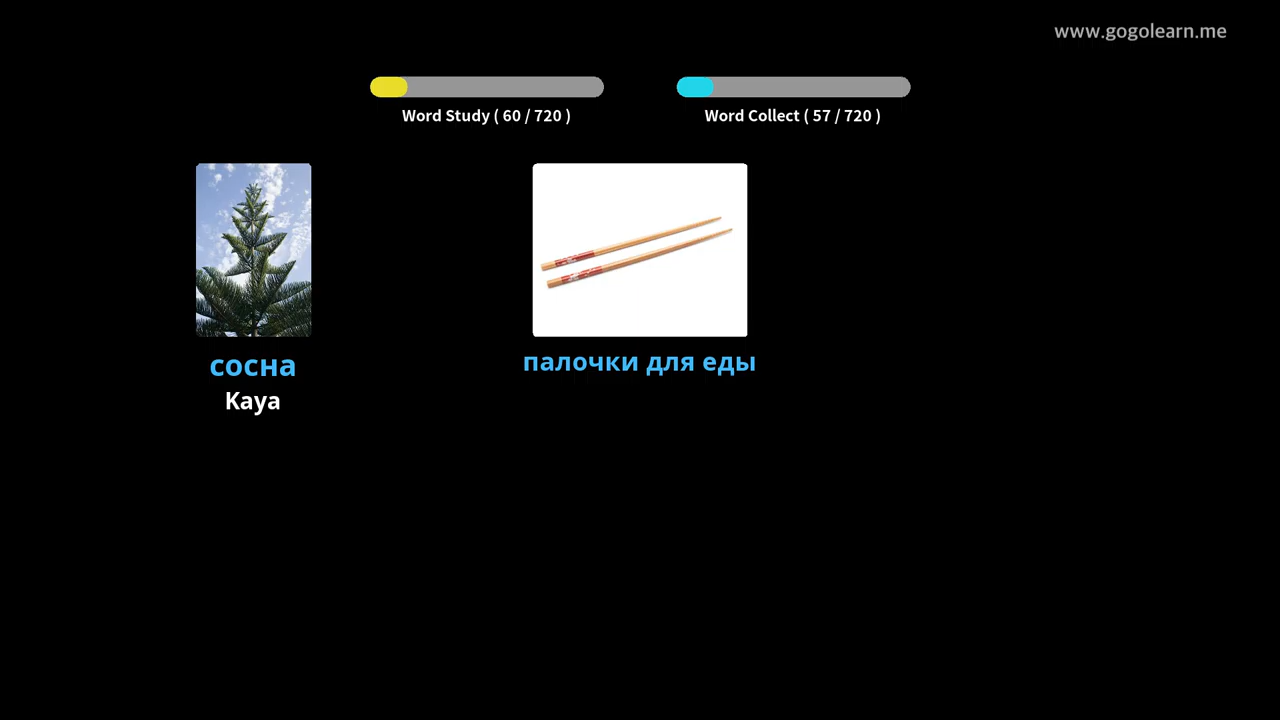 www.gogolearn.me
Word Study ( 60 / 720 )
Word Collect ( 57 / 720 )
сосна
Kaya
палочки для еды